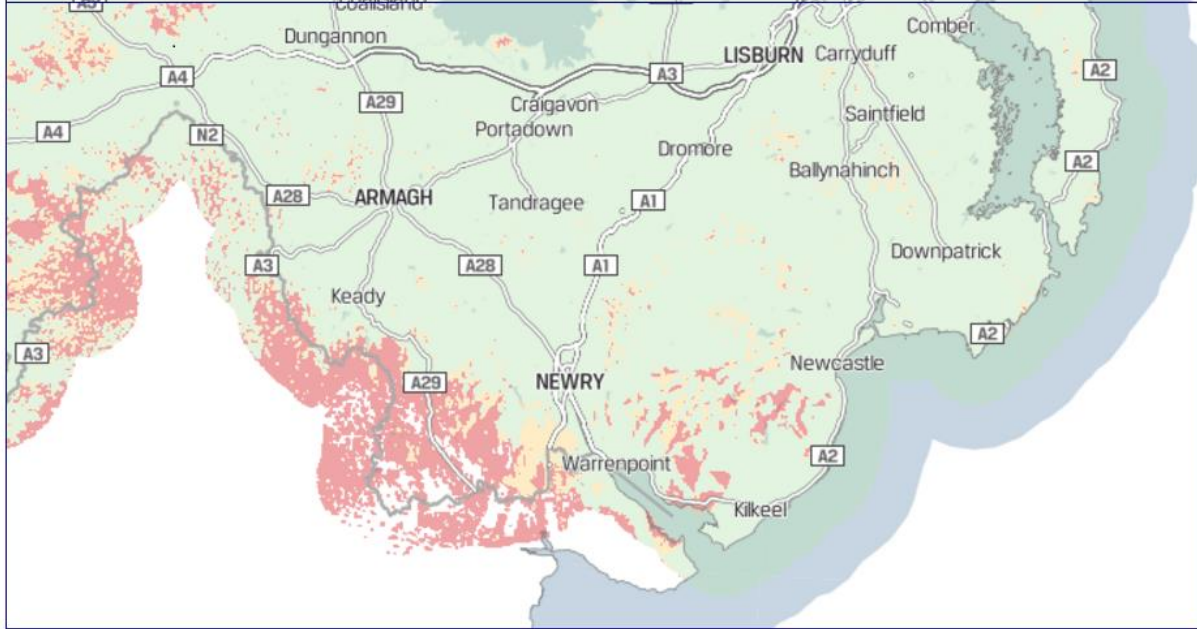 A5
Coalisland
Dungannon
A4
A29
A4
N2
A28
ARMAGH
Craigavon
Portadown
Tandragee
A3
LISBURN
Carryduff
Comber
A2
Saintfield
Dromore
Ballynahinch
A2
A1
Downpatrick
A3
A28
A1
Keady
A3
A29
NEWRY
Newcastle
A2
Warrenpoint
A2
Kilkeel